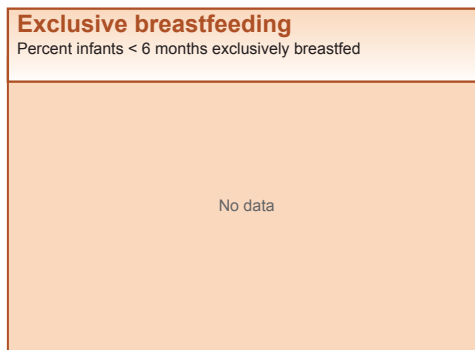 Exclusive breastfeeding
Percent infants < 6 months exclusively breastfed
No data